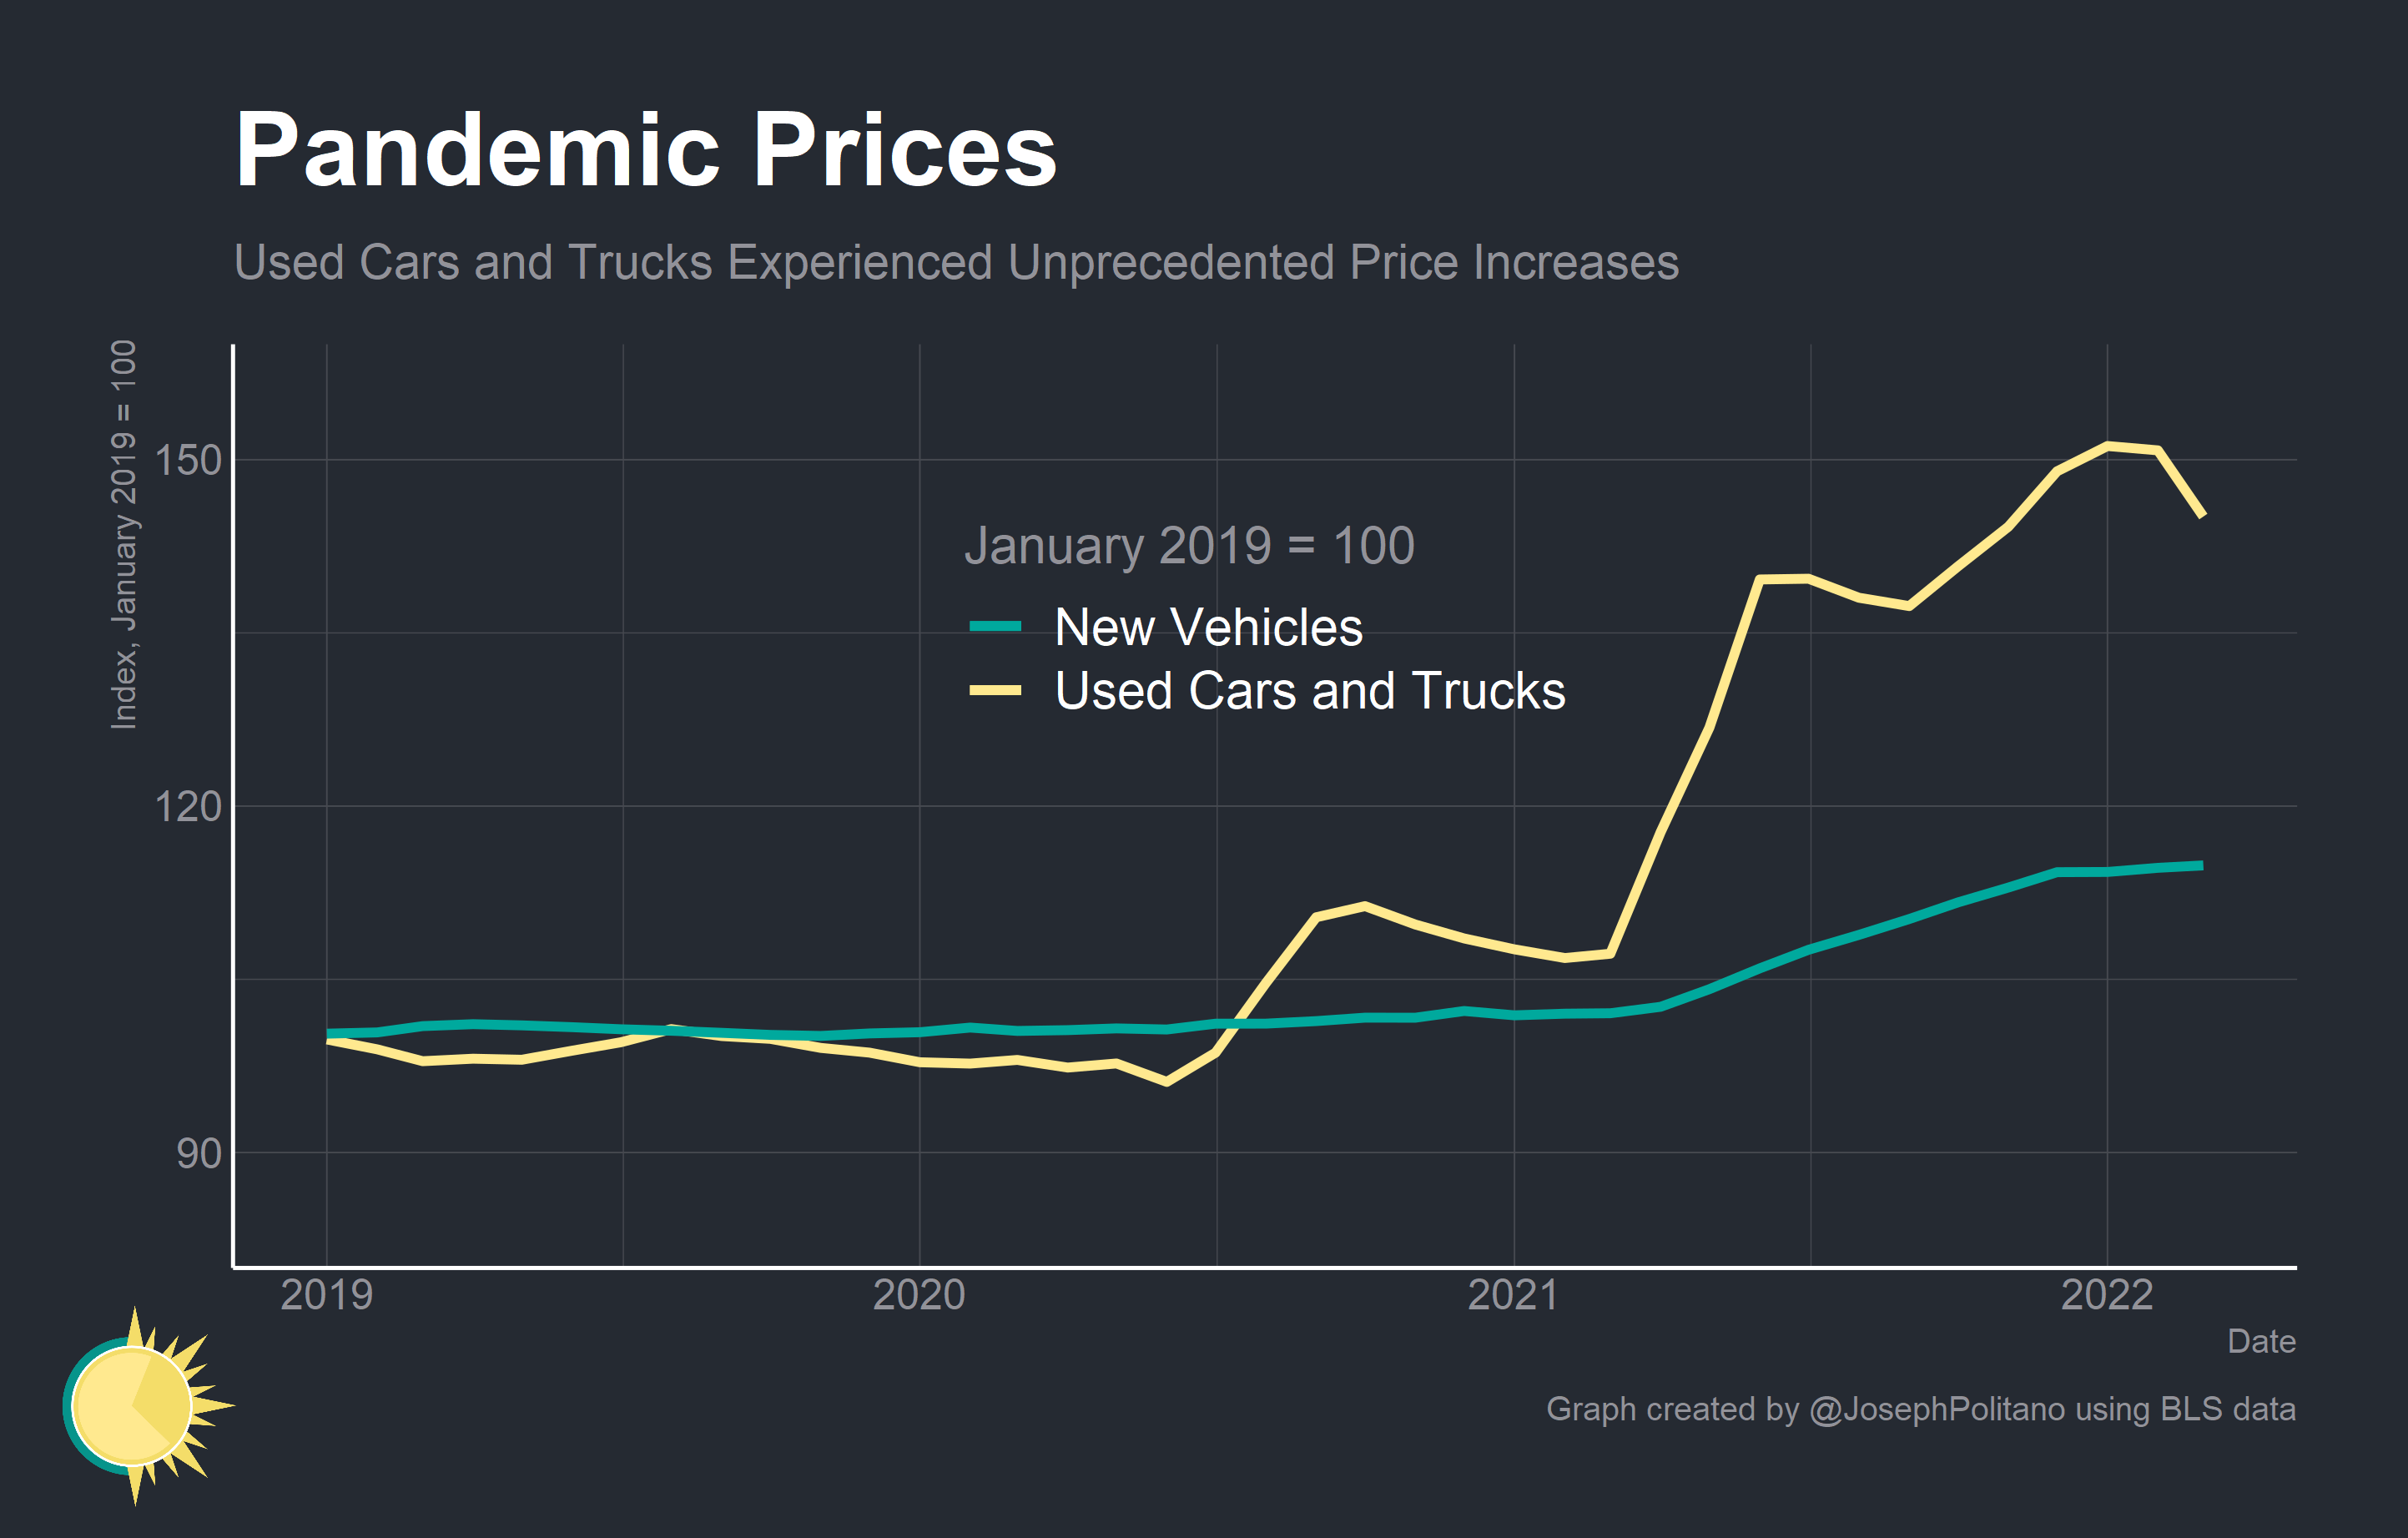 Pandemic Prices
Used Cars and Trucks Experienced Unprecedented Price Increases
Index, January 2019 = 100
150
120
90
January 2019 = 100
New Vehicles
Used Cars and Trucks
2019
2020
2021
2022
Date
Graph created by @JosephPolitano using BLS data